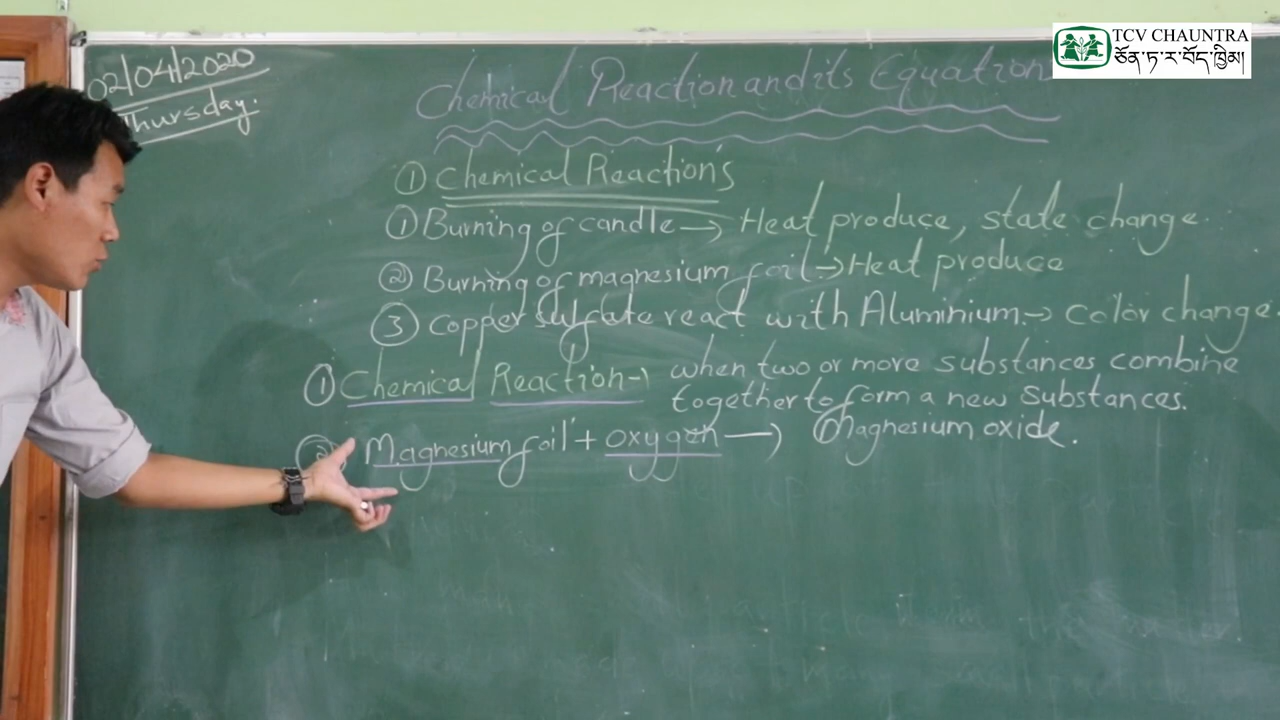 TCV CHAUNTRA
ཅོན་ཏ་ར་བོད་ཁྱིམ།
02/04/2020
Thursday.
Chemical Reaction and its Equation
① Chemical Reaction's
① Burning of candle → Heat produce, state change.
② Burning of magnesium foil → Heat produce
③ copper sulfate react with Aluminium. → color change.
① Chemical Reaction → when two or more substances combine
together to form a new substances.
② Magnesium foil + oxygen → Magnesium oxide.